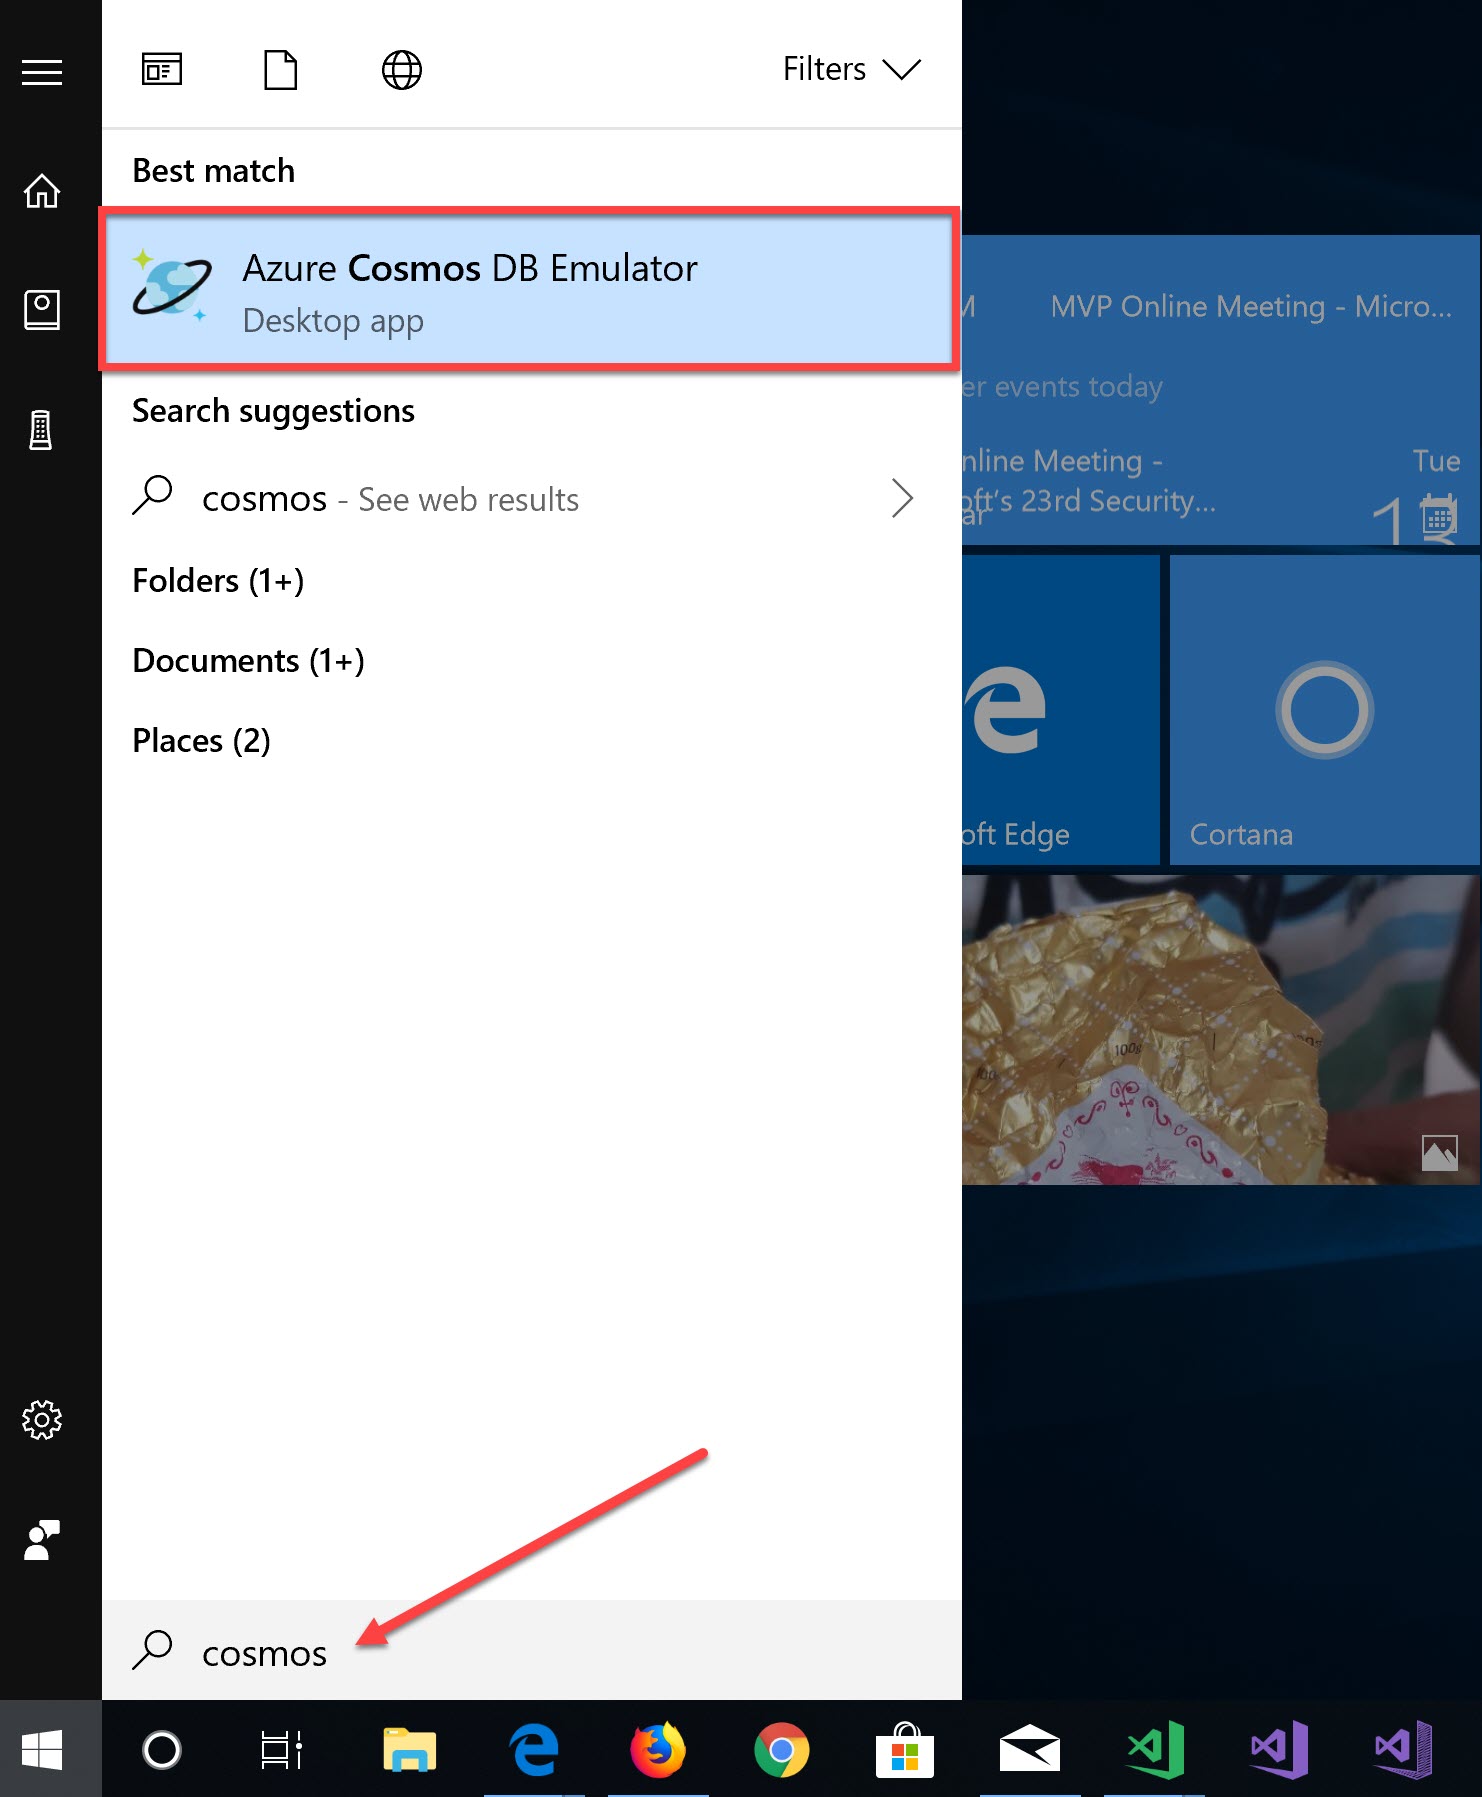 Filters
Best match
Azure Cosmos DB Emulator
Desktop app
Search suggestions
cosmos - See web results
Folders (1+)
Documents (1+)
Places (2)
cosmos
M MVP Online Meeting - Micro...
er events today
nline Meeting -
Tue
oft's 23rd Security...
ar
13
oft Edge
Cortana
100g